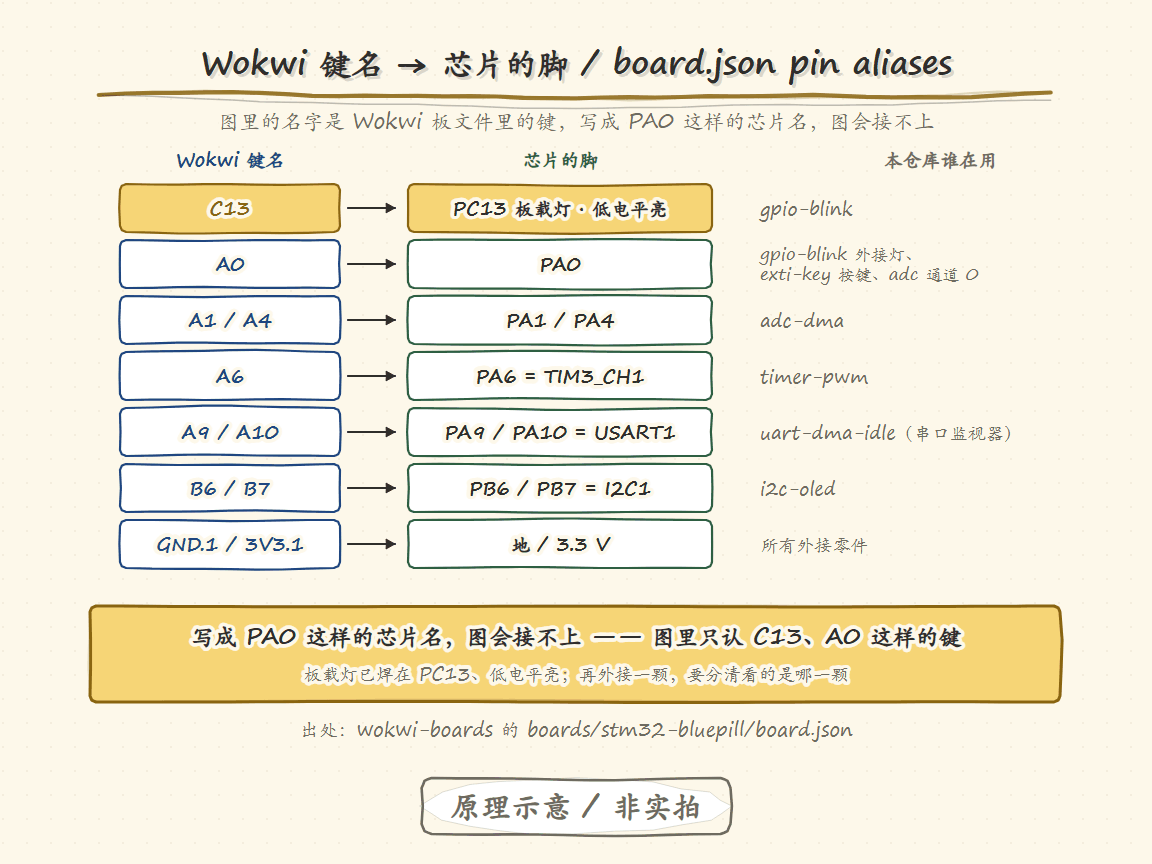 Wokwi 键名 → 芯片的脚 / board.json pin aliases
图里的名字是 Wokwi 板文件里的键，写成 PA0 这样的芯片名，图会接不上
Wokwi 键名 芯片的脚 本仓库谁在用
C13 PC13 板载灯 · 低电平亮 gpio-blink
A0 PA0 gpio-blink 外接灯、
exti-key 按键、adc 通道 0
A1 / A4 PA1 / PA4 adc-dma
A6 PA6 = TIM3_CH1 timer-pwm
A9 / A10 PA9 / PA10 = USART1 uart-dma-idle（串口监视器）
B6 / B7 PB6 / PB7 = I2C1 i2c-oled
GND.1 / 3V3.1 地 / 3.3 V 所有外接零件
写成 PA0 这样的芯片名，图会接不上 —— 图里只认 C13、A0 这样的键
板载灯已焊在 PC13、低电平亮；再外接一颗，要分清看的是哪一颗
出处：wokwi-boards 的 boards/stm32-bluepill/board.json
原理示意 / 非实拍